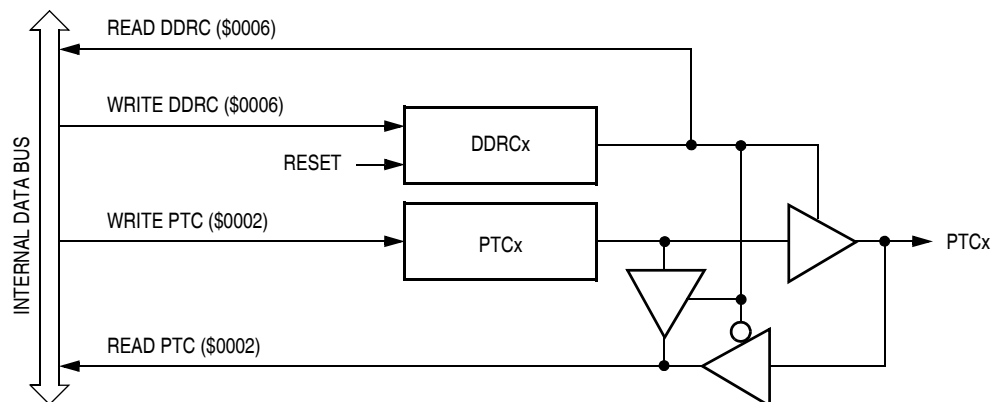 READ DDRC ($0006)
WRITE DDRC ($0006)
DDRCx
RESET
WRITE PTC ($0002)
PTCx
PTCx
READ PTC ($0002)
INTERNAL DATA BUS